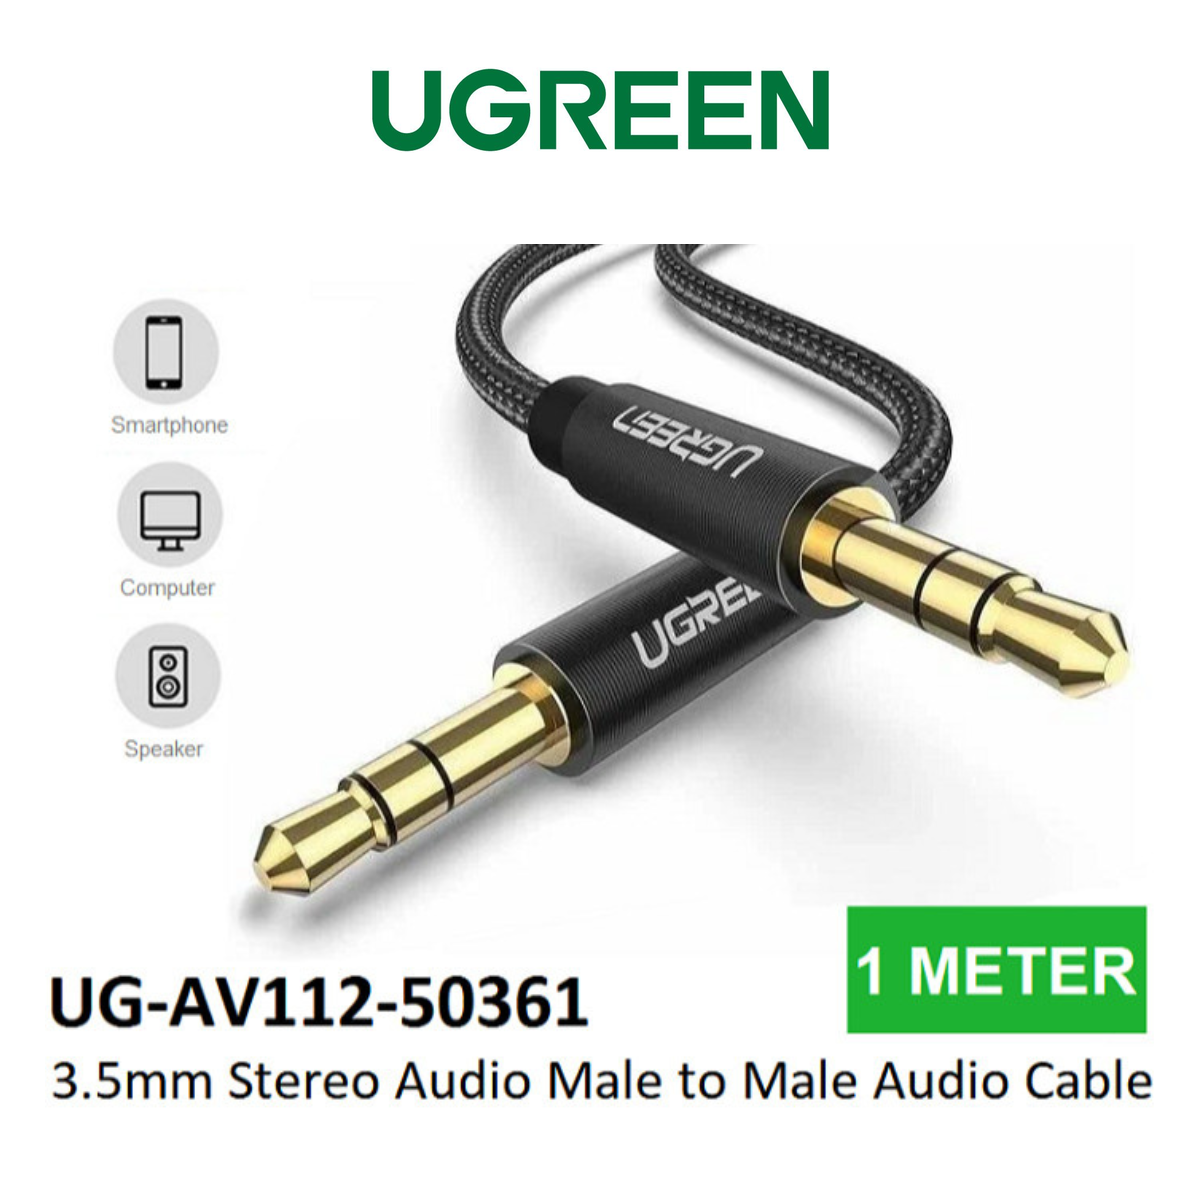 UGREEN
UGREEN
UGREE
Smartphone
Computer
Speaker
1 METER
UG-AV112-50361
3.5mm Stereo Audio Male to Male Audio Cable